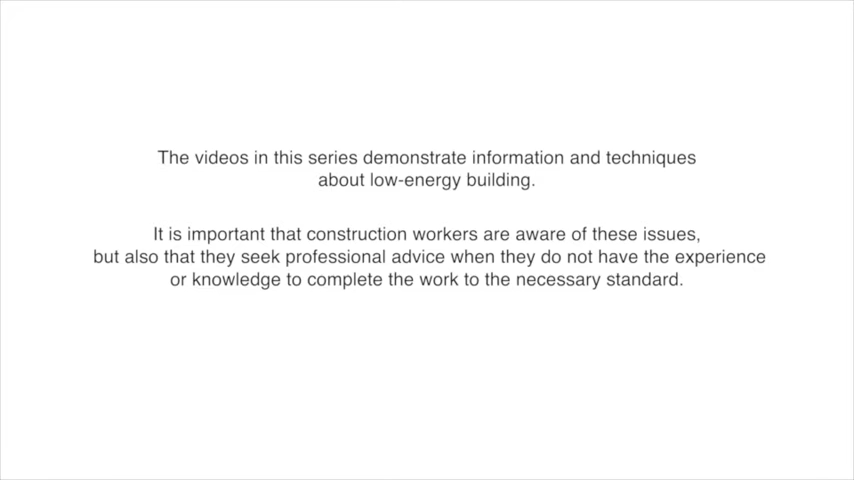 The videos in this series demonstrate information and techniques
about low-energy building.
It is important that construction workers are aware of these issues,
but also that they seek professional advice when they do not have the experience
or knowledge to complete the work to the necessary standard.